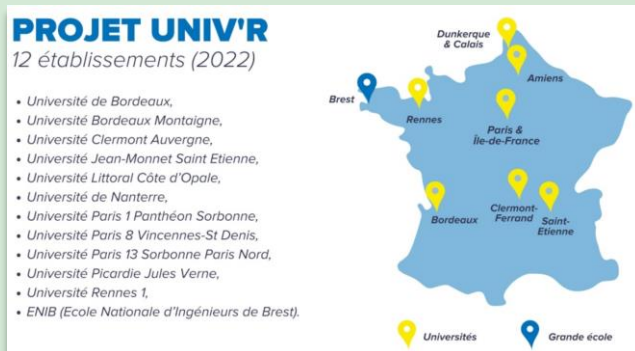 PROJET UNIV'R
12 établissements (2022)
• Université de Bordeaux,
• Université Bordeaux Montaigne,
• Université Clermont Auvergne,
• Université Jean-Monnet Saint Etienne,
• Université Littoral Côte d'Opale,
• Université de Nanterre,
• Université Paris 1 Panthéon Sorbonne,
• Université Paris 8 Vincennes-St Denis,
• Université Paris 13 Sorbonne Paris Nord,
• Université Picardie Jules Verne,
• Université Rennes 1,
• ENIB (Ecole Nationale d'Ingénieurs de Brest).
Dunkerque
& Calais
Amiens
Brest
Rennes
Paris &
Île-de-France
Bordeaux
Clermont-
Ferrand
Saint-
Etienne
Universités
Grande école